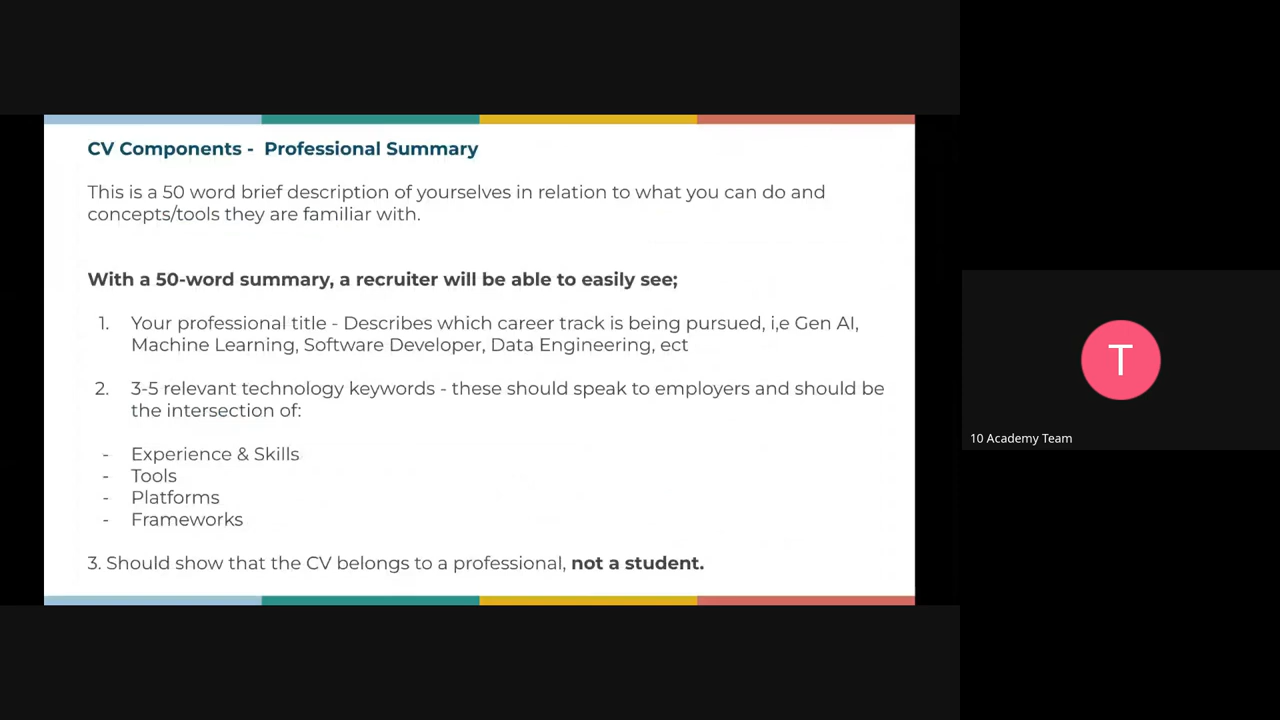 CV Components -  Professional Summary
This is a 50 word brief description of yourselves in relation to what you can do and
concepts/tools they are familiar with.
With a 50-word summary, a recruiter will be able to easily see;
1. Your professional title - Describes which career track is being pursued, i,e Gen AI,
Machine Learning, Software Developer, Data Engineering, ect
2. 3-5 relevant technology keywords - these should speak to employers and should be
the intersection of:
- Experience & Skills
- Tools
- Platforms
- Frameworks
3. Should show that the CV belongs to a professional, not a student.
T
10 Academy Team